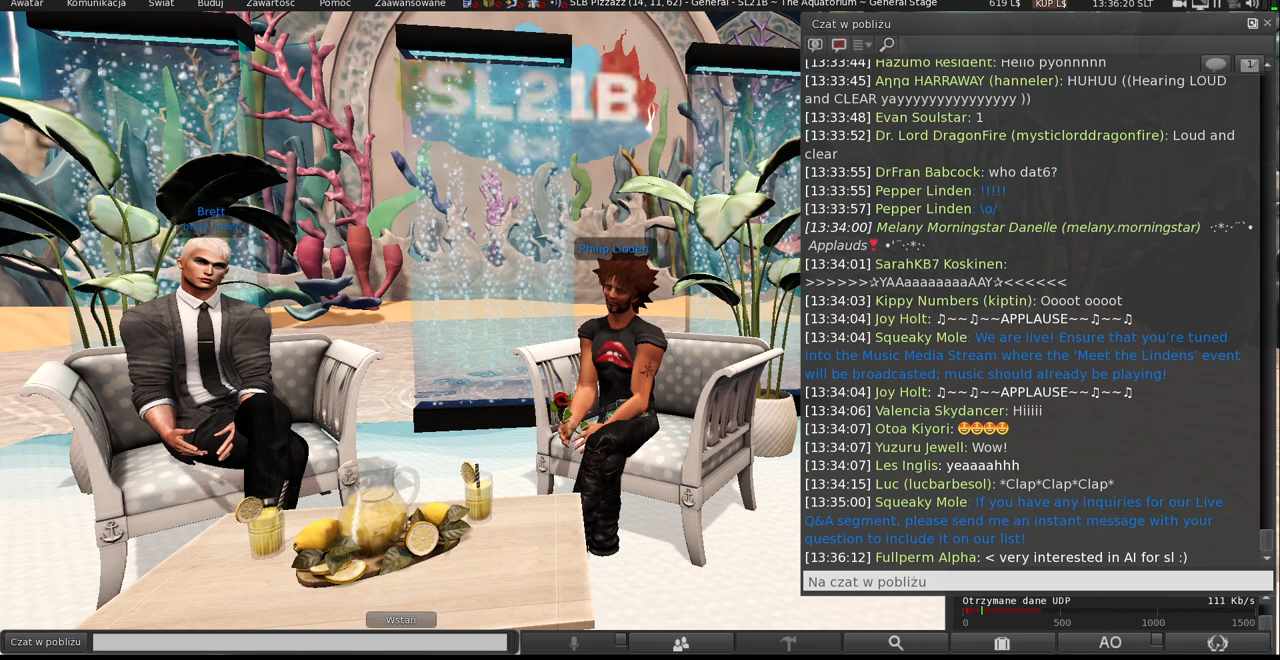 Awatar Komunikacja Świat Buduj Zawartość Pomoc Zaawansowane SLB Pizzazz (14, 11, 62) - General - SL21B ~ The Aquatorium ~ General Stage 619 L$ KUP L$ 13:36:20 SLT
Czat w pobliżu
1
[13:33:44] Hazumo Resident: Hello pyonnnnn
[13:33:45] Aηηα HARRAWAY (hanneler): HUHUU ((Hearing LOUD
and CLEAR yayyyyyyyyyyyyyyy ))
[13:33:48] Evan Soulstar: 1
[13:33:52] Dr. Lord DragonFire (mysticlorddragonfire): Loud and
clear
[13:33:55] DrFran Babcock: who dat6?
[13:33:55] Pepper Linden: !!!!!
[13:33:57] Pepper Linden: \o/
[13:34:00] Melany Morningstar Danelle (melany.morningstar) ·:*:·¨`•
Applauds❣ •'¨·:*:·
[13:34:01] SarahKB7 Koskinen:
>>>>>>✰YAAaaaaaaaaAAY✰<<<<<<
[13:34:03] Kippy Numbers (kiptin): Oooot oooot
[13:34:04] Joy Holt: ♫~~♫~~APPLAUSE~~♫~~♫
[13:34:04] Squeaky Mole: We are live! Ensure that you’re tuned
into the Music Media Stream where the ‘Meet the Lindens’ event
will be broadcasted; music should already be playing!
[13:34:04] Joy Holt: ♫~~♫~~APPLAUSE~~♫~~♫
[13:34:06] Valencia Skydancer: Hiiiii
[13:34:07] Otoa Kiyori: 🤩🤩🤩🤩
[13:34:07] Yuzuru Jewell: Wow!
[13:34:07] Les Inglis: yeaaaahhh
[13:34:15] Luc (lucbarbesol): *Clap*Clap*Clap*
[13:35:00] Squeaky Mole: If you have any inquiries for our Live
Q&A segment, please send me an instant message with your
question to include it on our list!
[13:36:12] Fullperm Alpha: < very interested in AI for sl :)
Na czat w pobliżu
SL21B
Brett
Philip Linden
Wstań
Otrzymane dane UDP 111 Kb/s
0 500 1000 1500
Czat w pobliżu
AO